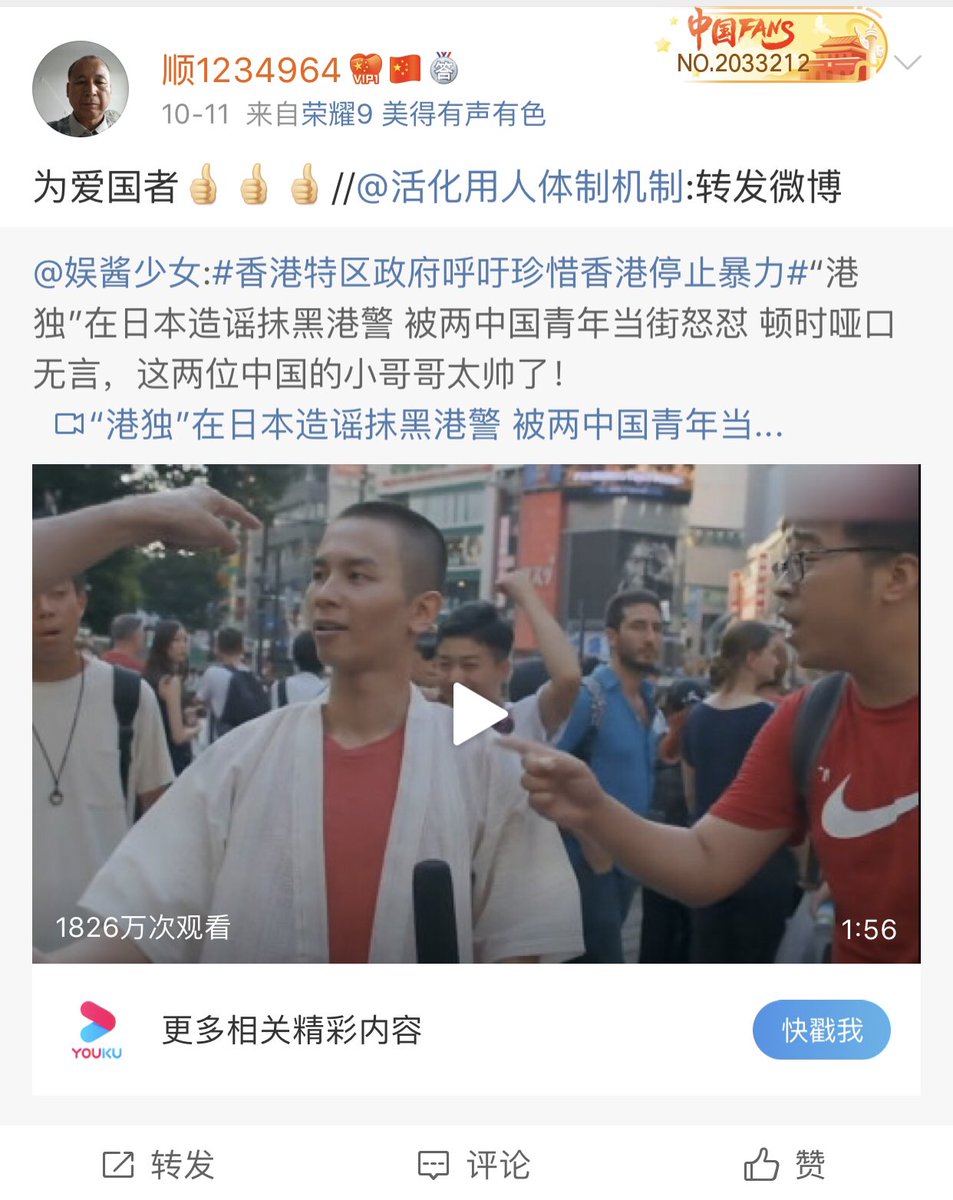 中国FANS
顺1234964 VIP1
NO.2033212
10-11 来自荣耀9 美得有声有色
为爱国者👍🏻👍🏻👍🏻//@活化用人体制机制:转发微博
@娱酱少女:#香港特区政府呼吁珍惜香港停止暴力#“港
独”在日本造谣抹黑港警 被两中国青年当街怒怼 顿时哑口
无言，这两位中国的小哥哥太帅了！
“港独”在日本造谣抹黑港警 被两中国青年当...
1826万次观看
1:56
YOUKU
更多相关精彩内容
快戳我
转发
评论
赞